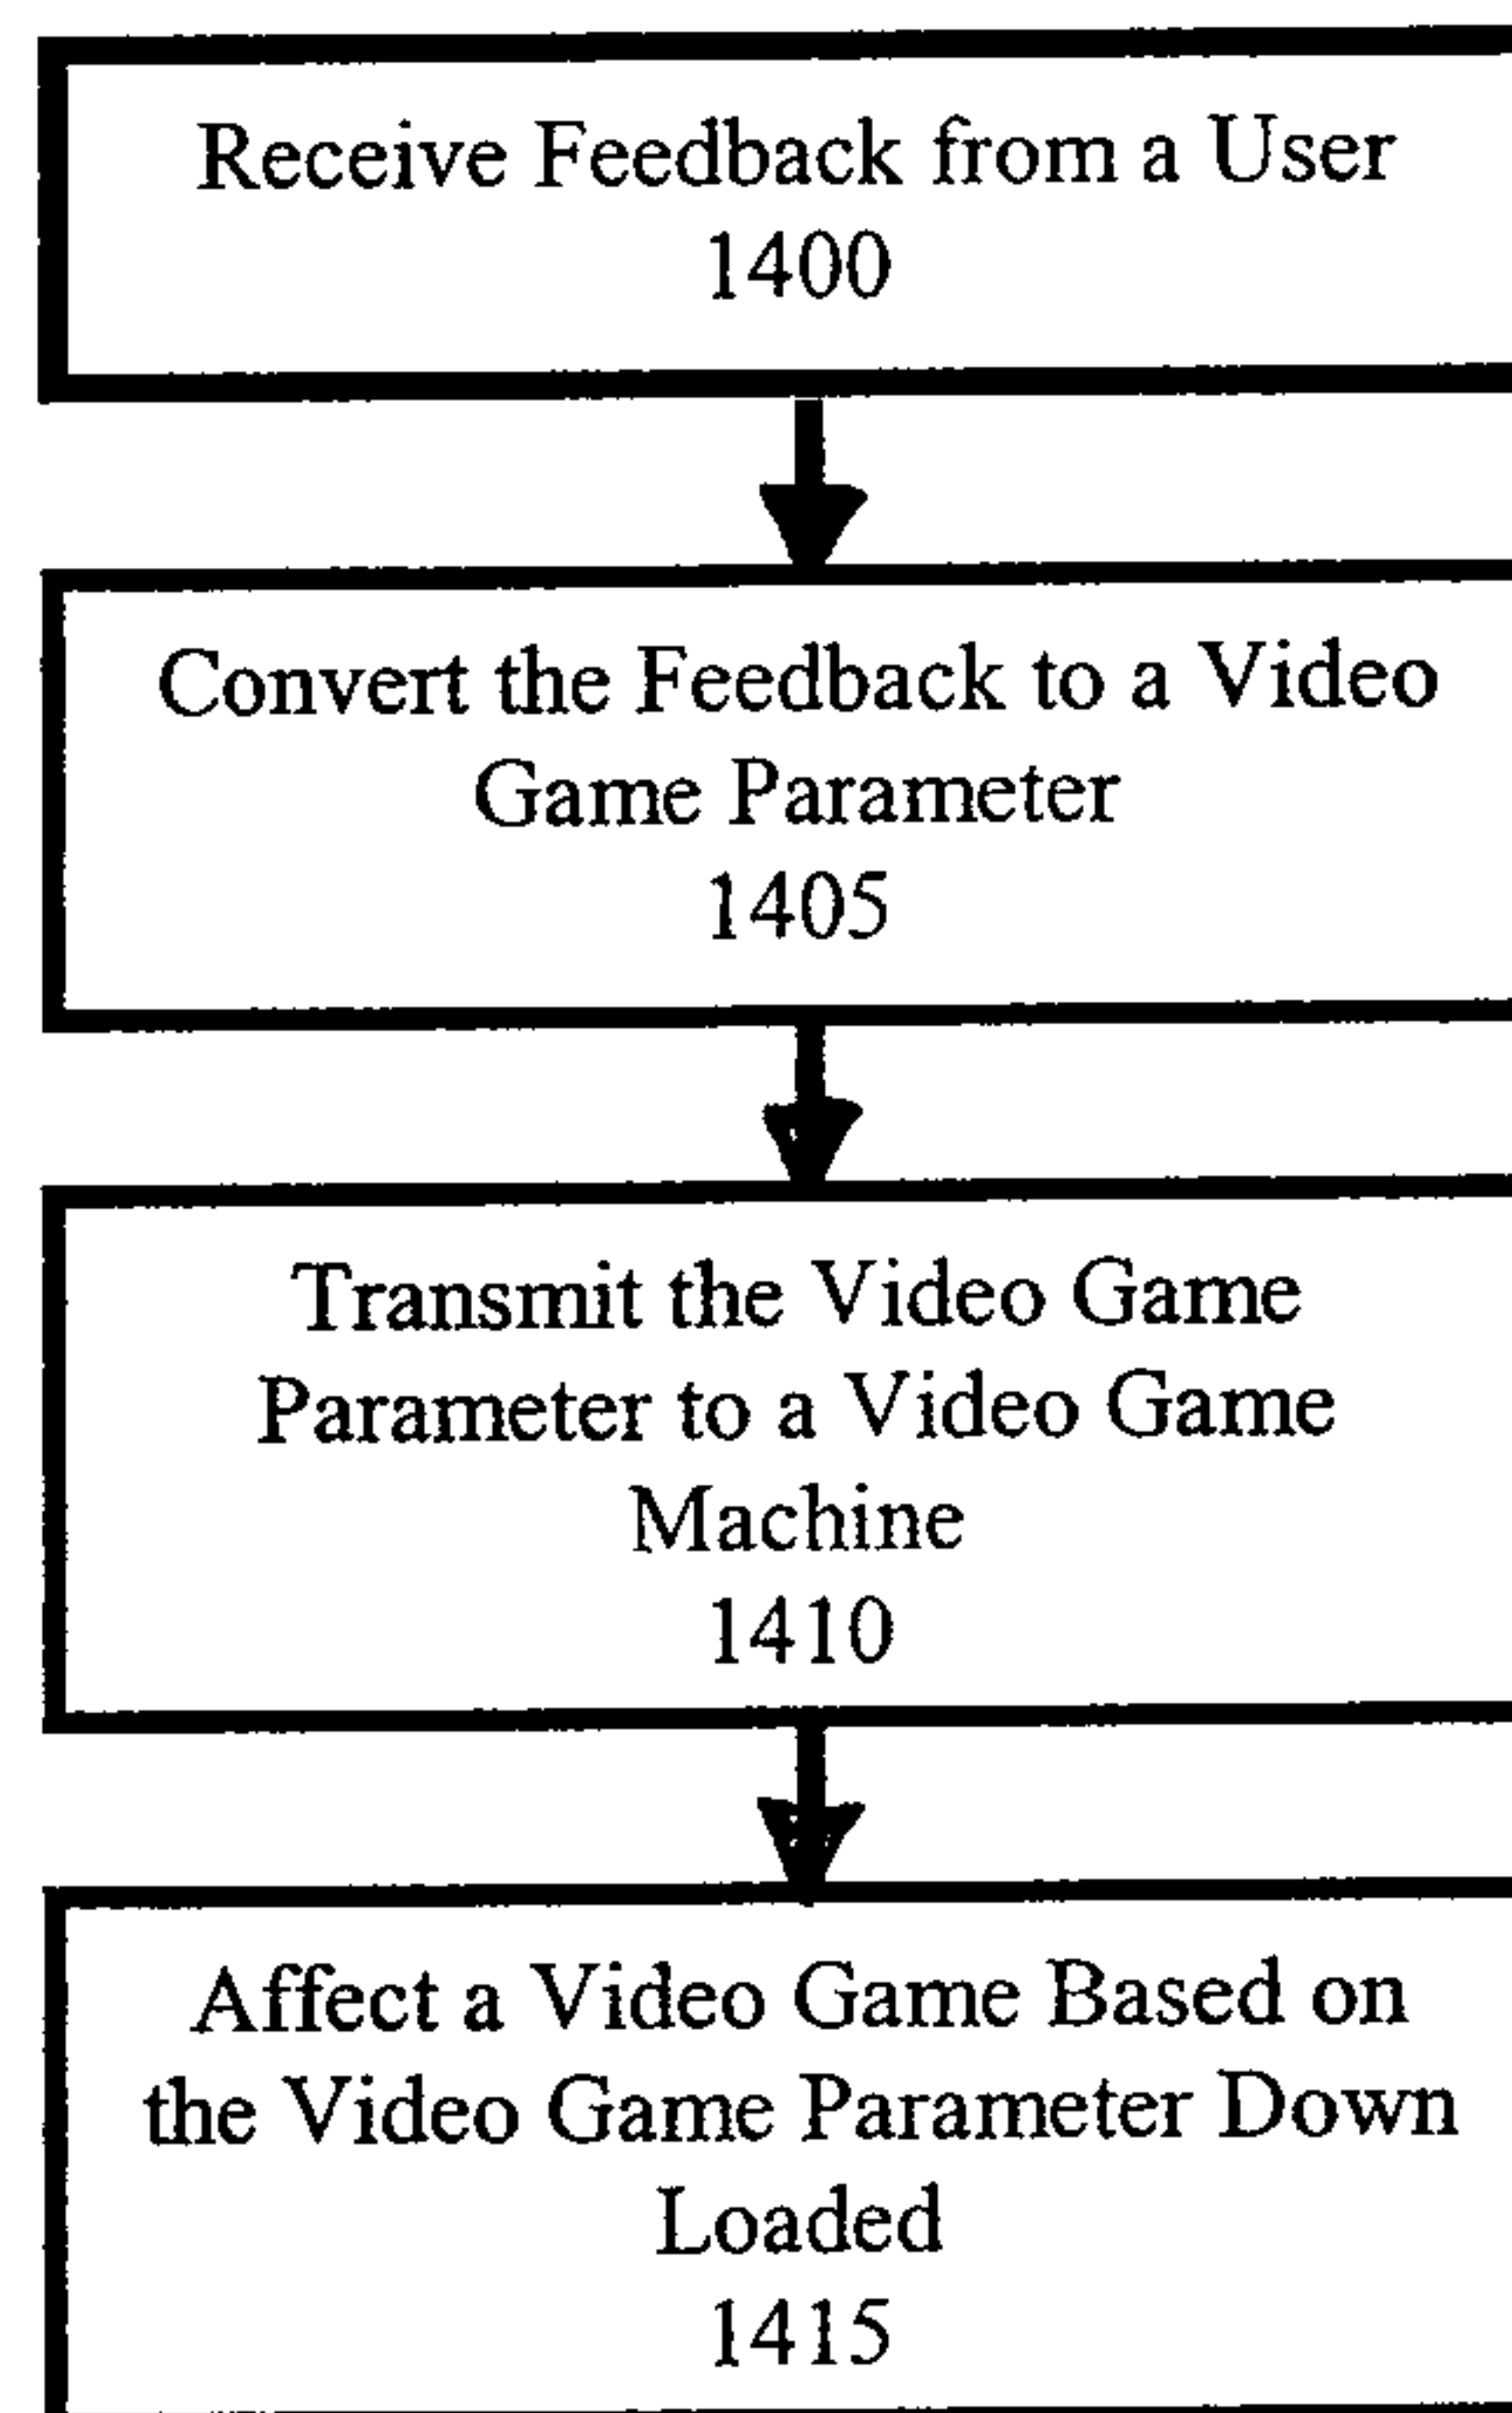 Receive Feedback from a User
1400
Convert the Feedback to a Video
Game Parameter
1405
Transmit the Video Game
Parameter to a Video Game
Machine
1410
Affect a Video Game Based on
the Video Game Parameter Down
Loaded
1415